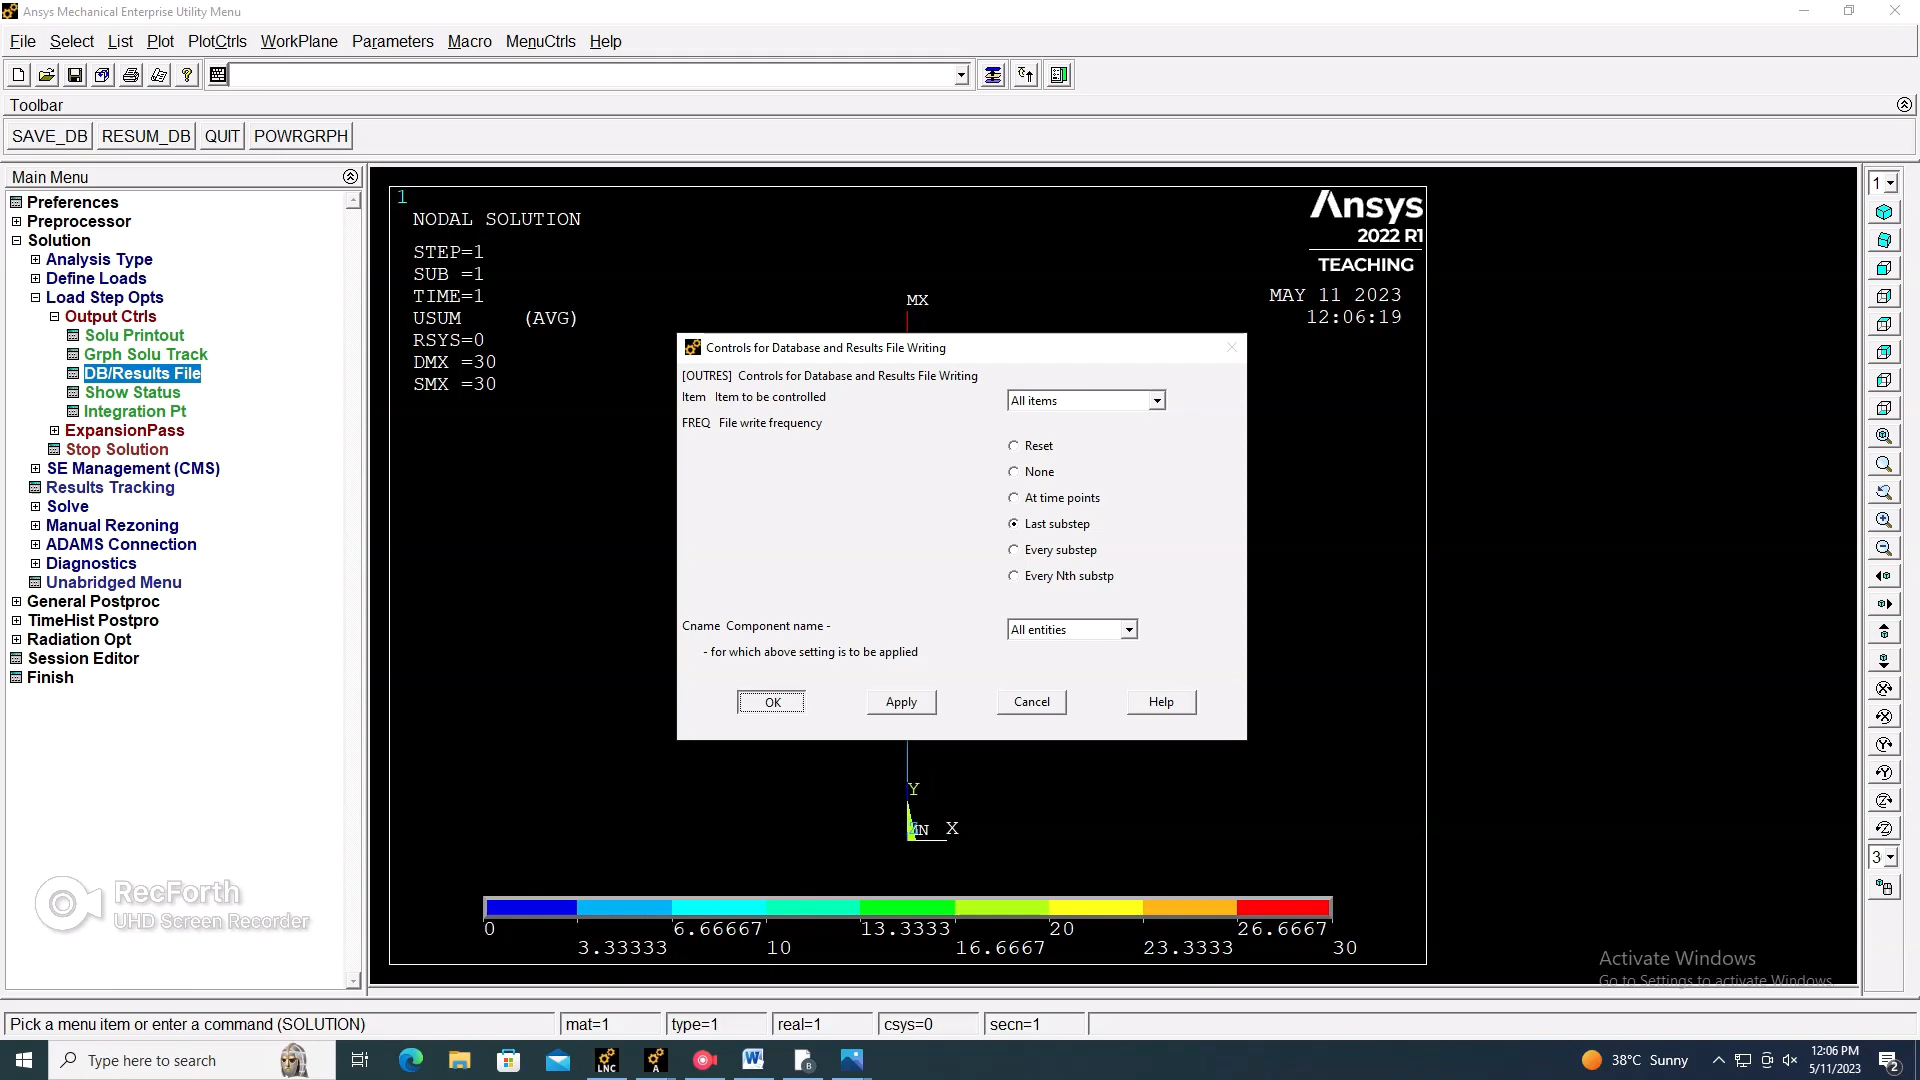 Ansys Mechanical Enterprise Utility Menu
File Select List Plot PlotCtrls WorkPlane Parameters Macro MenuCtrls Help
Toolbar
SAVE_DB RESUM_DB QUIT POWRGRPH
Main Menu
Preferences
Preprocessor
Solution
Analysis Type
Define Loads
Load Step Opts
Output Ctrls
Solu Printout
Grph Solu Track
DB/Results File
Show Status
Integration Pt
ExpansionPass
Stop Solution
SE Management (CMS)
Results Tracking
Solve
Manual Rezoning
ADAMS Connection
Diagnostics
Unabridged Menu
General Postproc
TimeHist Postpro
Radiation Opt
Session Editor
Finish
RecForth
UHD Screen Recorder
1
NODAL SOLUTION
STEP=1
SUB =1
TIME=1
USUM (AVG)
RSYS=0
DMX =30
SMX =30
Ansys
2022 R1
TEACHING
MAY 11 2023
12:06:19
MX
Controls for Database and Results File Writing
[OUTRES] Controls for Database and Results File Writing
Item Item to be controlled
All items
FREQ File write frequency
Reset
None
At time points
Last substep
Every substep
Every Nth substp
Cname Component name -
All entities
- for which above setting is to be applied
OK Apply Cancel Help
Y
X
0 6.66667 13.3333 20 26.6667
3.33333 10 16.6667 23.3333 30
1
3
Activate Windows
Go to Settings to activate Windows.
Pick a menu item or enter a command (SOLUTION) mat=1 type=1 real=1 csys=0 secn=1
Type here to search
LNC
A
W
B
38°C Sunny
12:06 PM
5/11/2023
2